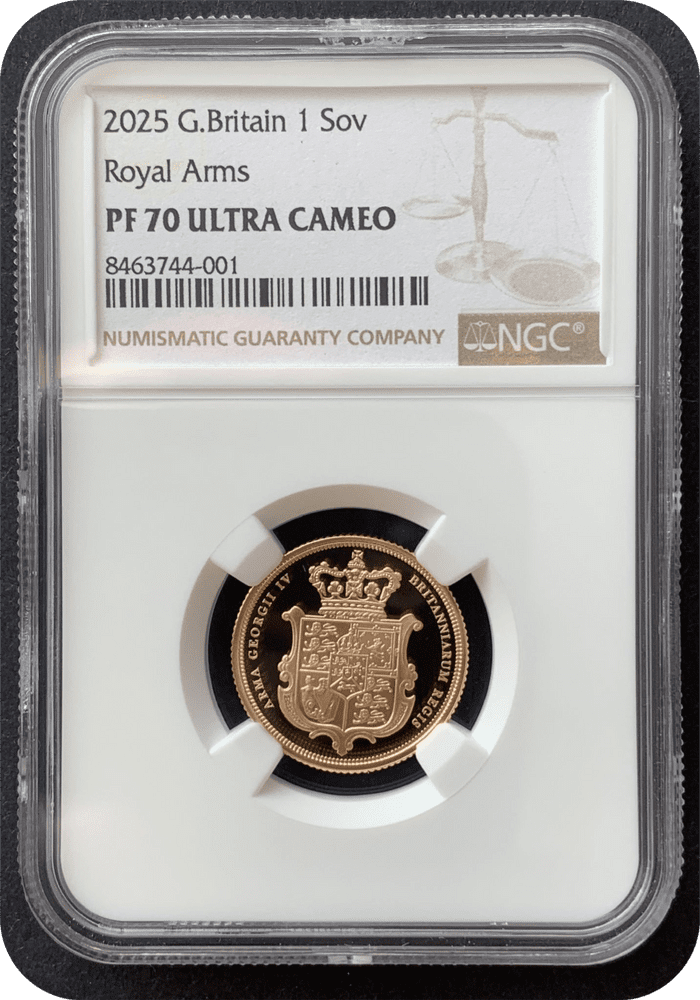 2025 G.Britain 1 Sov
Royal Arms
PF 70 ULTRA CAMEO
8463744-001
NUMISMATIC GUARANTY COMPANY
NGC®
ARMA GEORGII IV
BRITANNIARUM REGIS